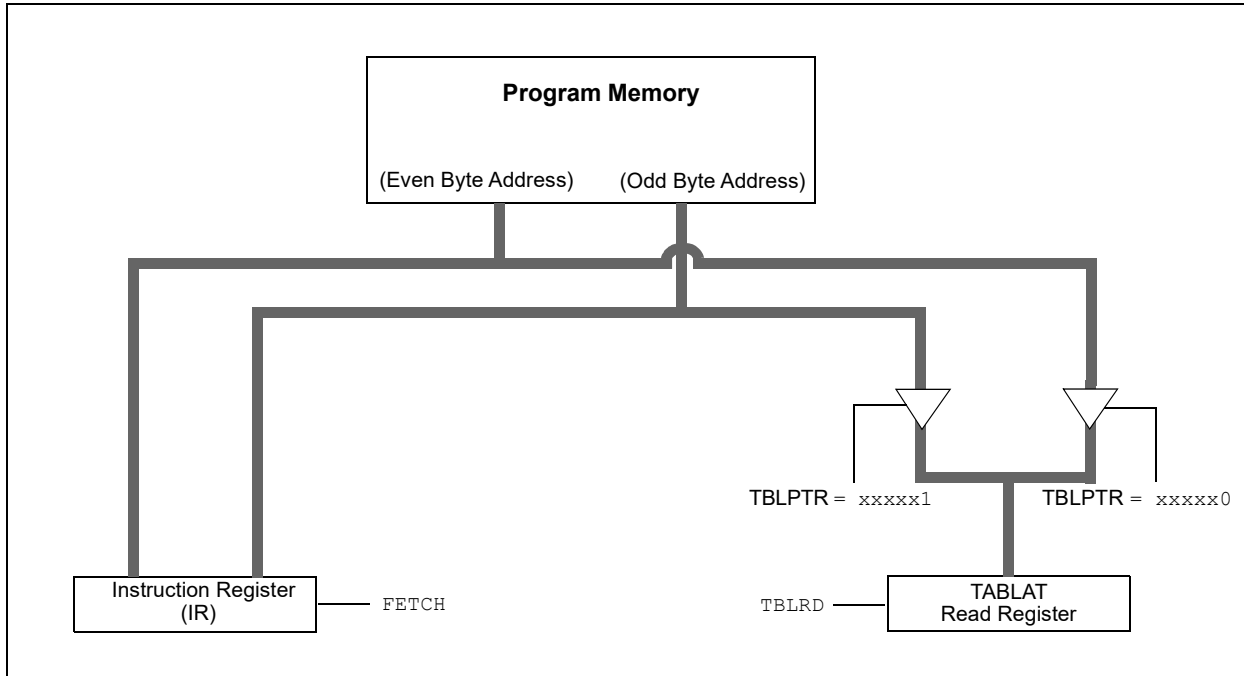 Program Memory
(Even Byte Address) (Odd Byte Address)
TBLPTR = xxxxx1 TBLPTR = xxxxx0
Instruction Register
(IR)
FETCH
TBLRD
TABLAT
Read Register